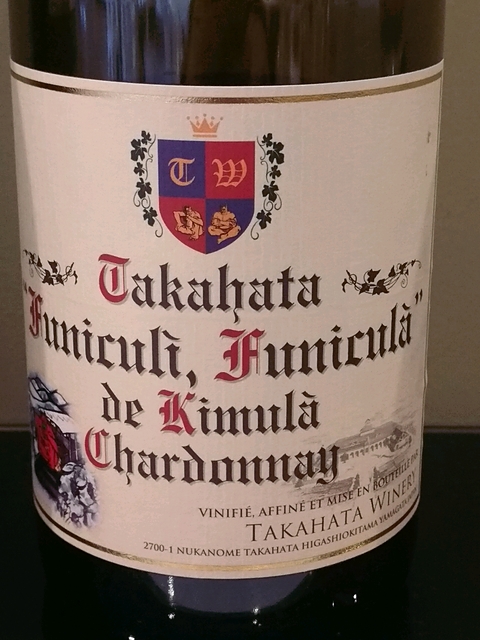 T W
Takahata
"Funiculì, Funiculà"
de Kimulà
Chardonnay
VINIFIÉ, AFFINÉ ET MISE EN BOUTEILLE PAR
TAKAHATA WINERY
2700-1 NUKANOME TAKAHATA HIGASHIOKITAMA YAMAGATA